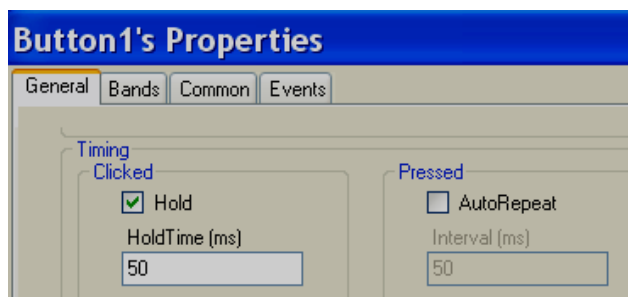 Button1's Properties
General Bands Common Events
Timing
Clicked Pressed
Hold AutoRepeat
HoldTime (ms) Interval (ms)
50 50